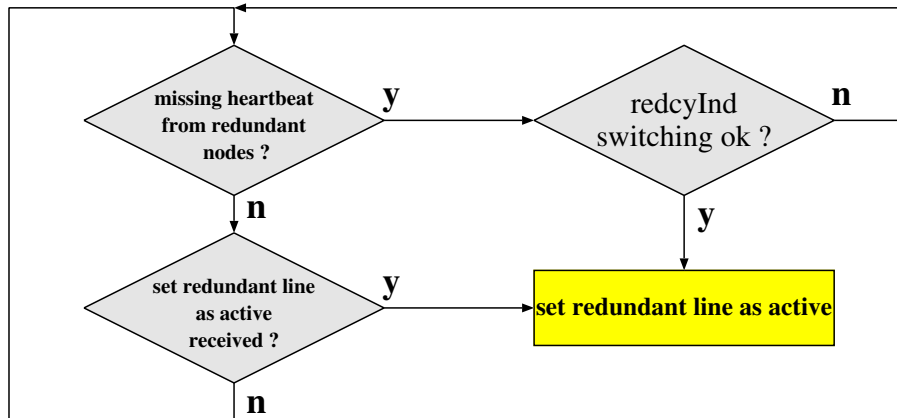 missing heartbeat
from redundant
nodes ?
y
redcyInd
switching ok ?
n
n
y
set redundant line
as active
received ?
y
set redundant line as active
n